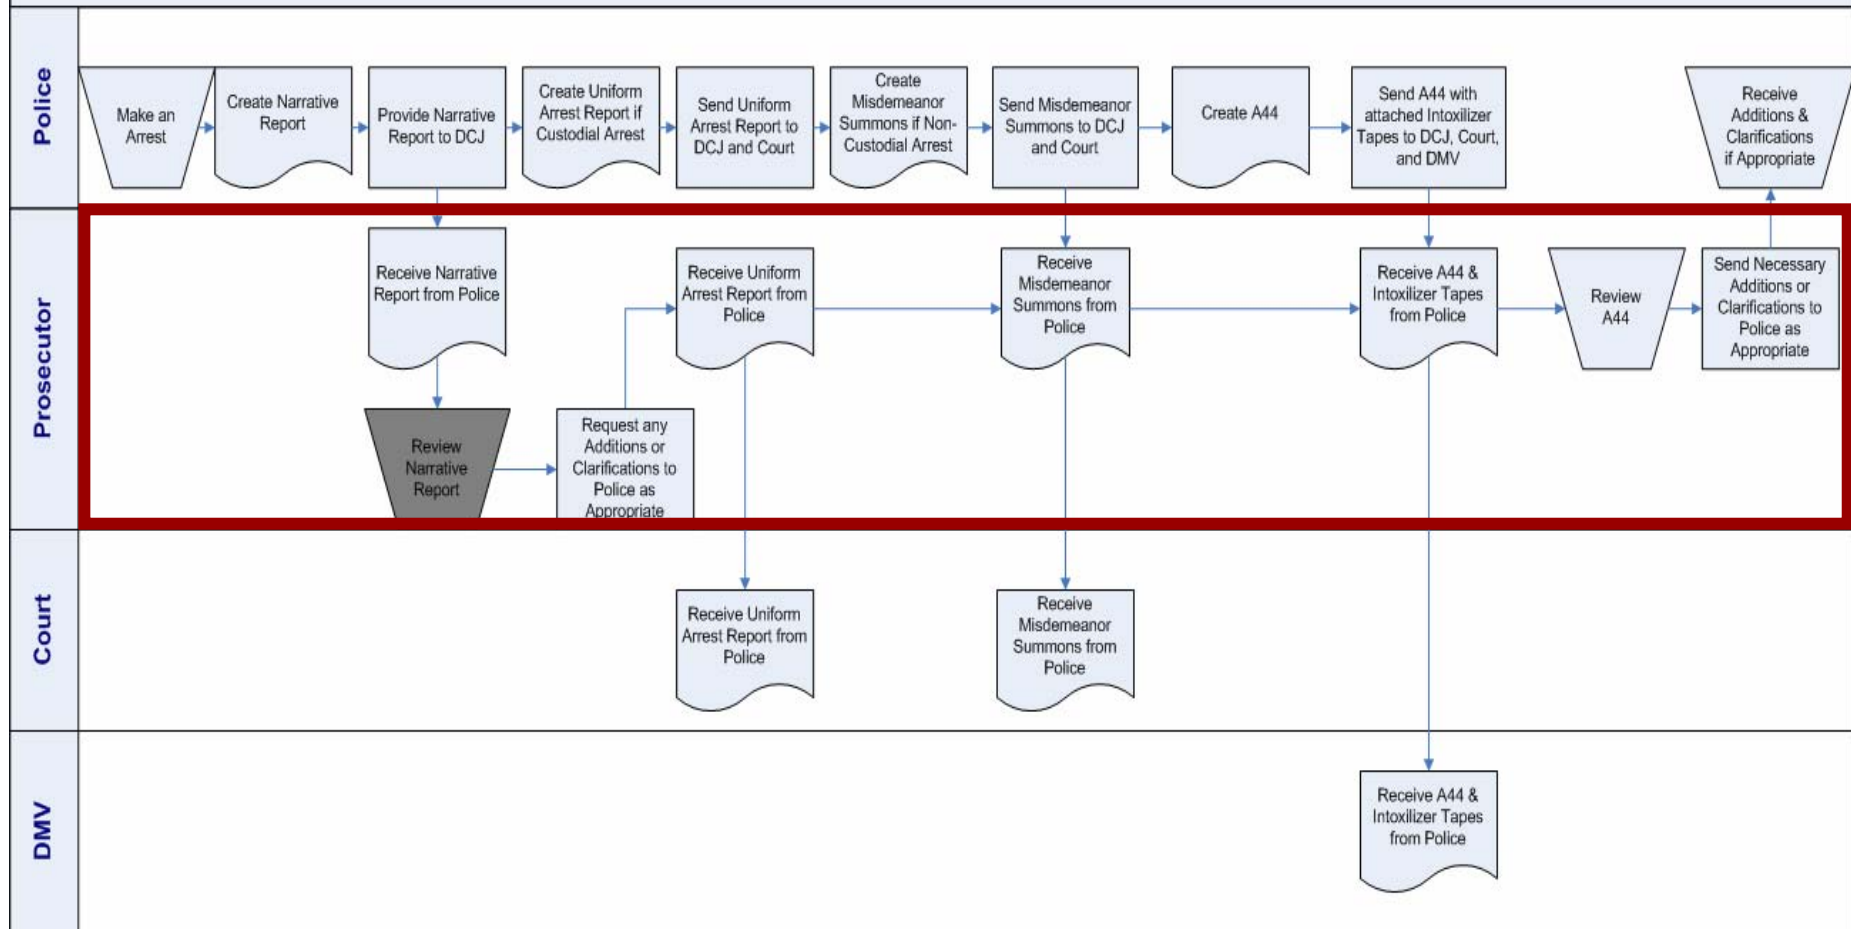 Police
Make an
Arrest
Create Narrative
Report
Provide Narrative
Report to DCJ
Create Uniform
Arrest Report if
Custodial Arrest
Send Uniform
Arrest Report to
DCJ and Court
Create
Misdemeanor
Summons if Non-
Custodial Arrest
Send Misdemeanor
Summons to DCJ
and Court
Create A44
Send A44 with
attached Intoxilizer
Tapes to DCJ, Court,
and DMV
Receive
Additions &
Clarifications
if Appropriate
Prosecutor
Receive Narrative
Report from Police
Receive Uniform
Arrest Report from
Police
Receive
Misdemeanor
Summons from
Police
Receive A44 &
Intoxilizer Tapes
from Police
Review
A44
Send Necessary
Additions or
Clarifications to
Police as
Appropriate
Review
Narrative
Report
Request any
Additions or
Clarifications to
Police as
Appropriate
Court
Receive Uniform
Arrest Report from
Police
Receive
Misdemeanor
Summons from
Police
DMV
Receive A44 &
Intoxilizer Tapes
from Police